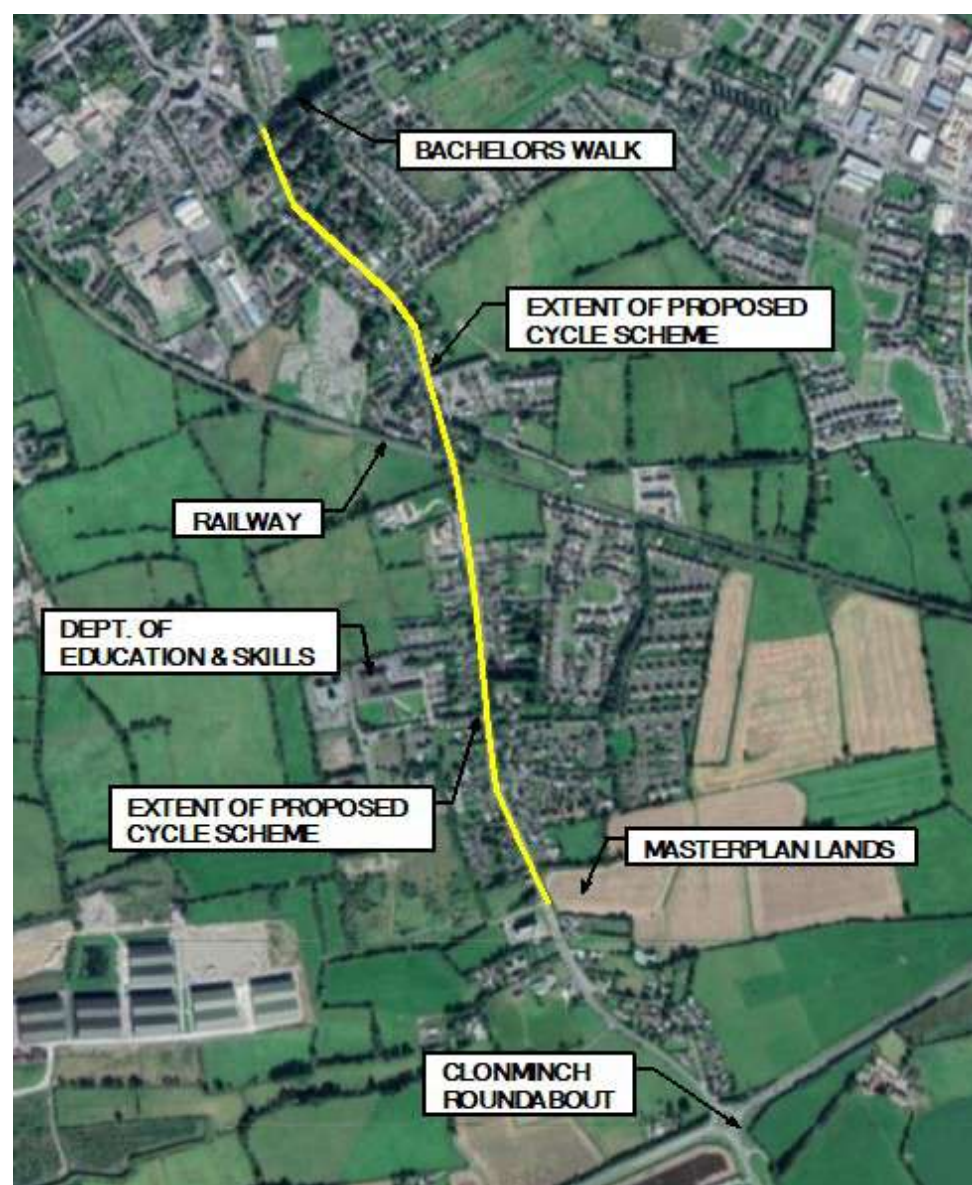 BACHELORS WALK
EXTENT OF PROPOSED
CYCLE SCHEME
RAILWAY
DEPT. OF
EDUCATION & SKILLS
EXTENT OF PROPOSED
CYCLE SCHEME
MASTERPLAN LANDS
CLONMINCH
ROUNDABOUT